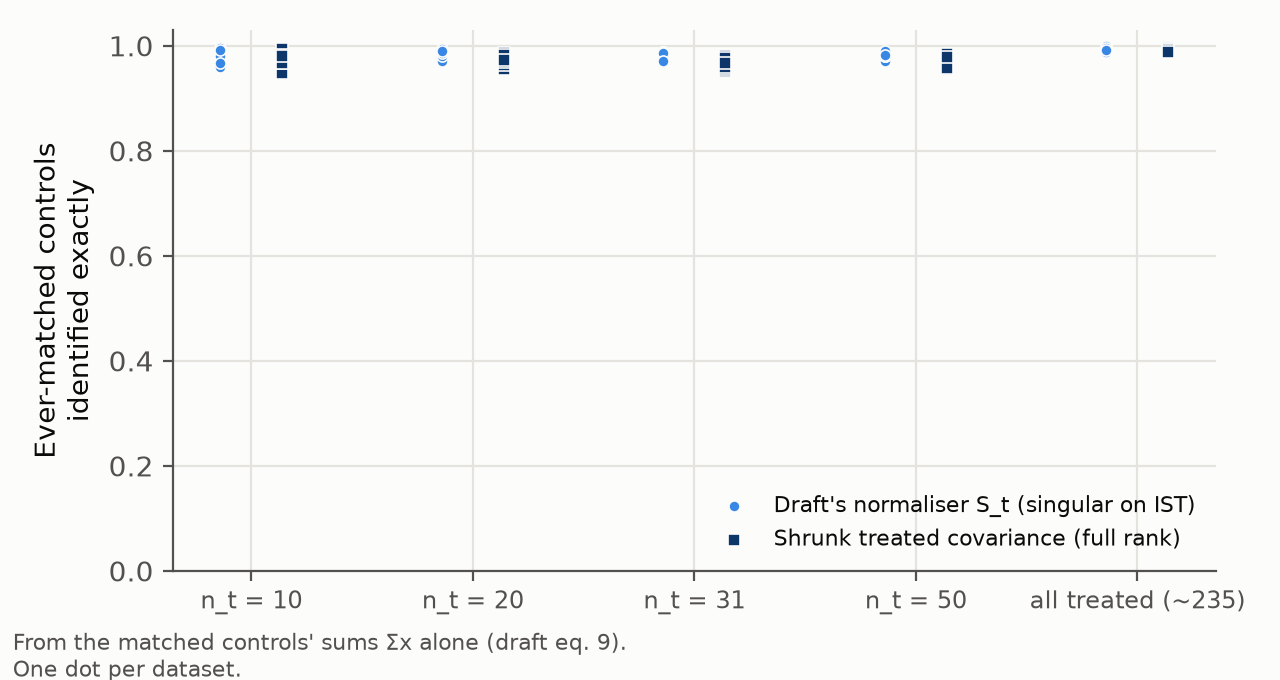 Ever-matched controls
identified exactly
1.0
0.8
0.6
0.4
0.2
0.0
Draft's normaliser S_t (singular on IST)
Shrunk treated covariance (full rank)
n_t = 10
n_t = 20
n_t = 31
n_t = 50
all treated (~235)
From the matched controls' sums Σx alone (draft eq. 9).
One dot per dataset.